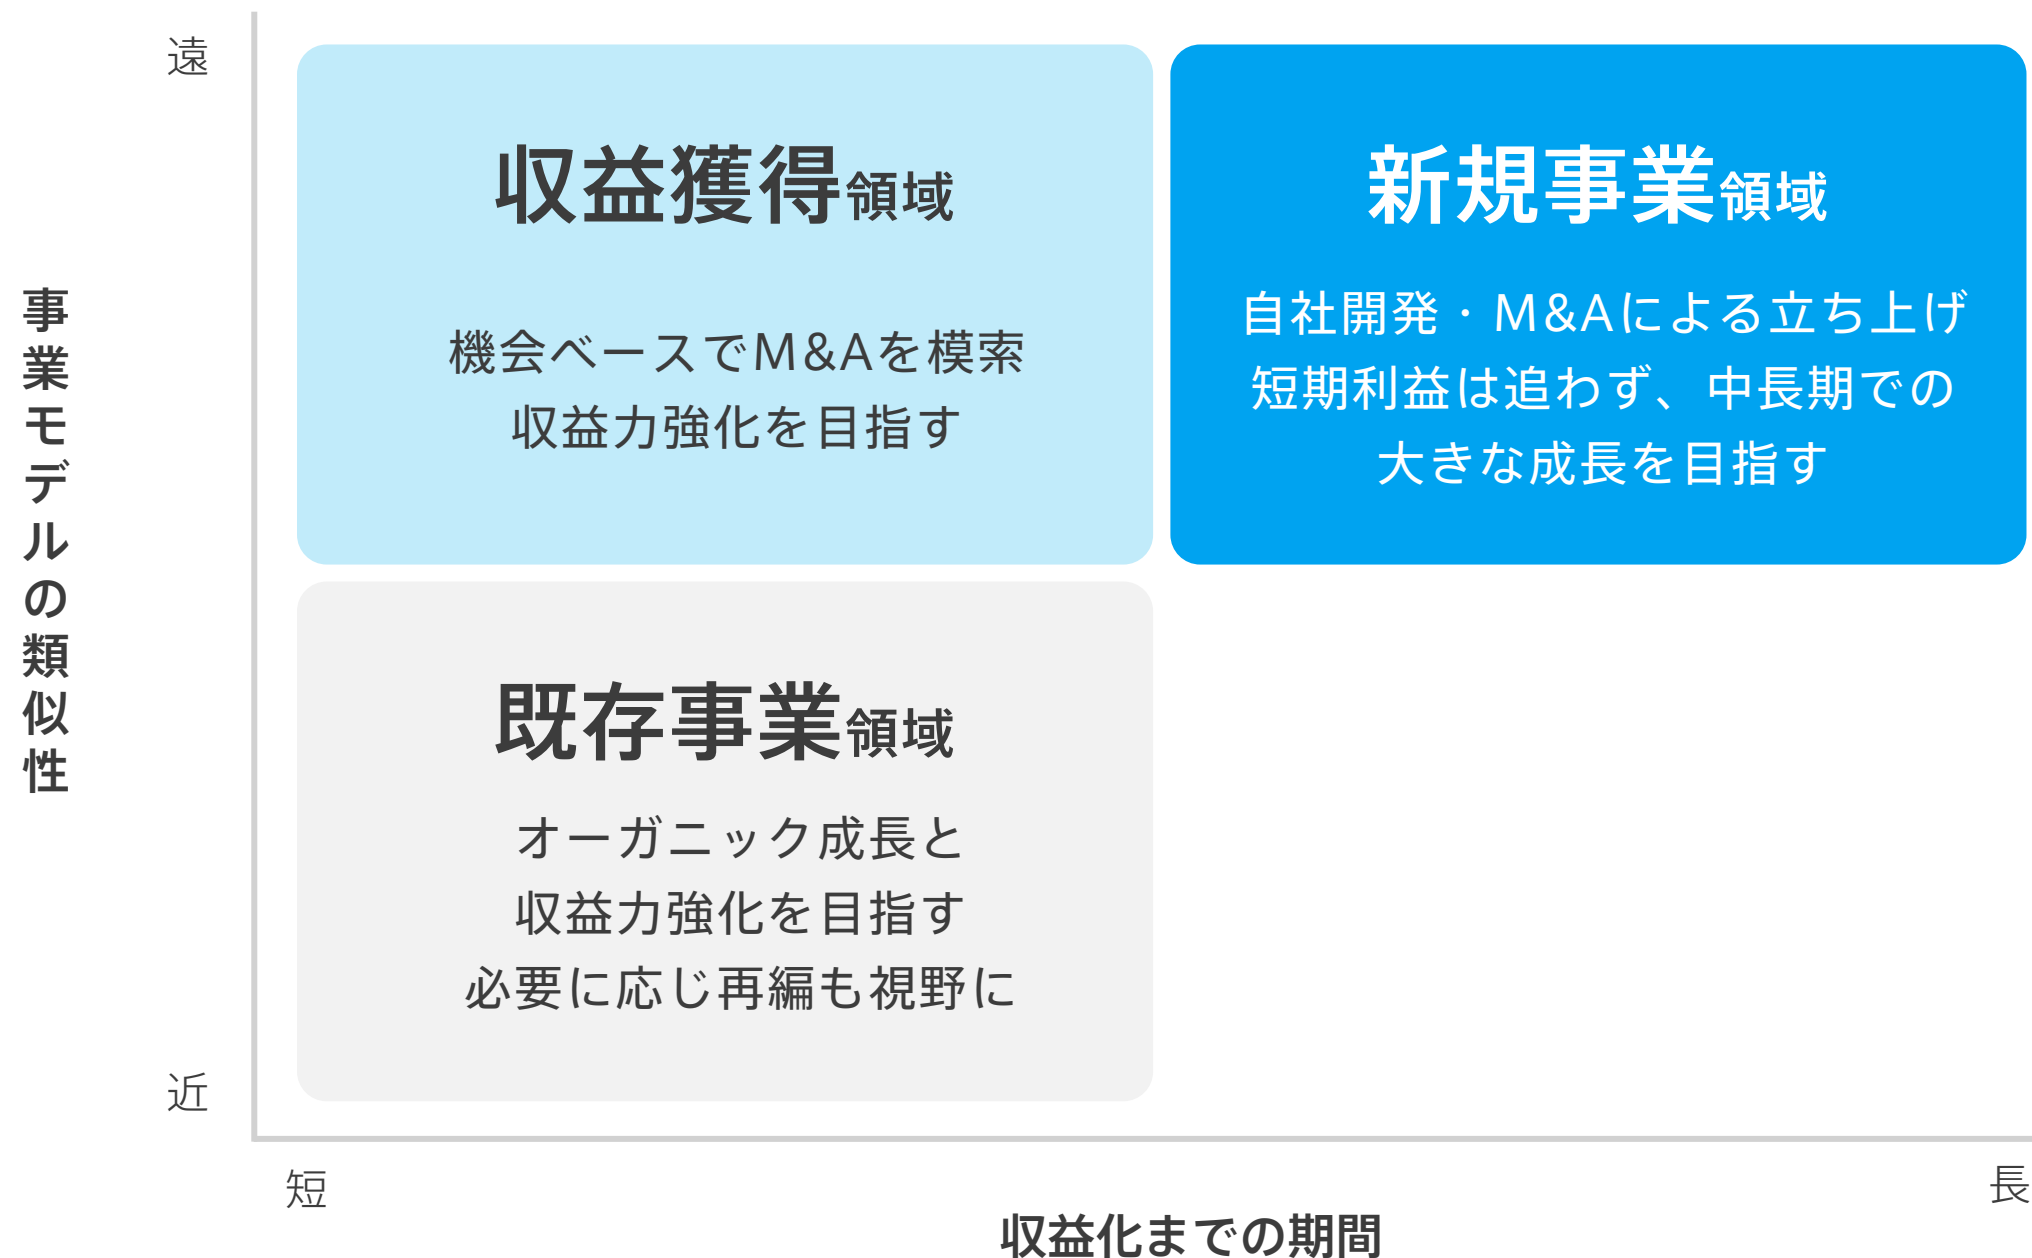 遠
収益獲得領域
機会ベースでM&Aを模索
収益力強化を目指す
新規事業領域
自社開発・M&Aによる立ち上げ
短期利益は追わず、中長期での
大きな成長を目指す
事業モデルの類似性
既存事業領域
オーガニック成長と
収益力強化を目指す
必要に応じ再編も視野に
近
短
長
収益化までの期間